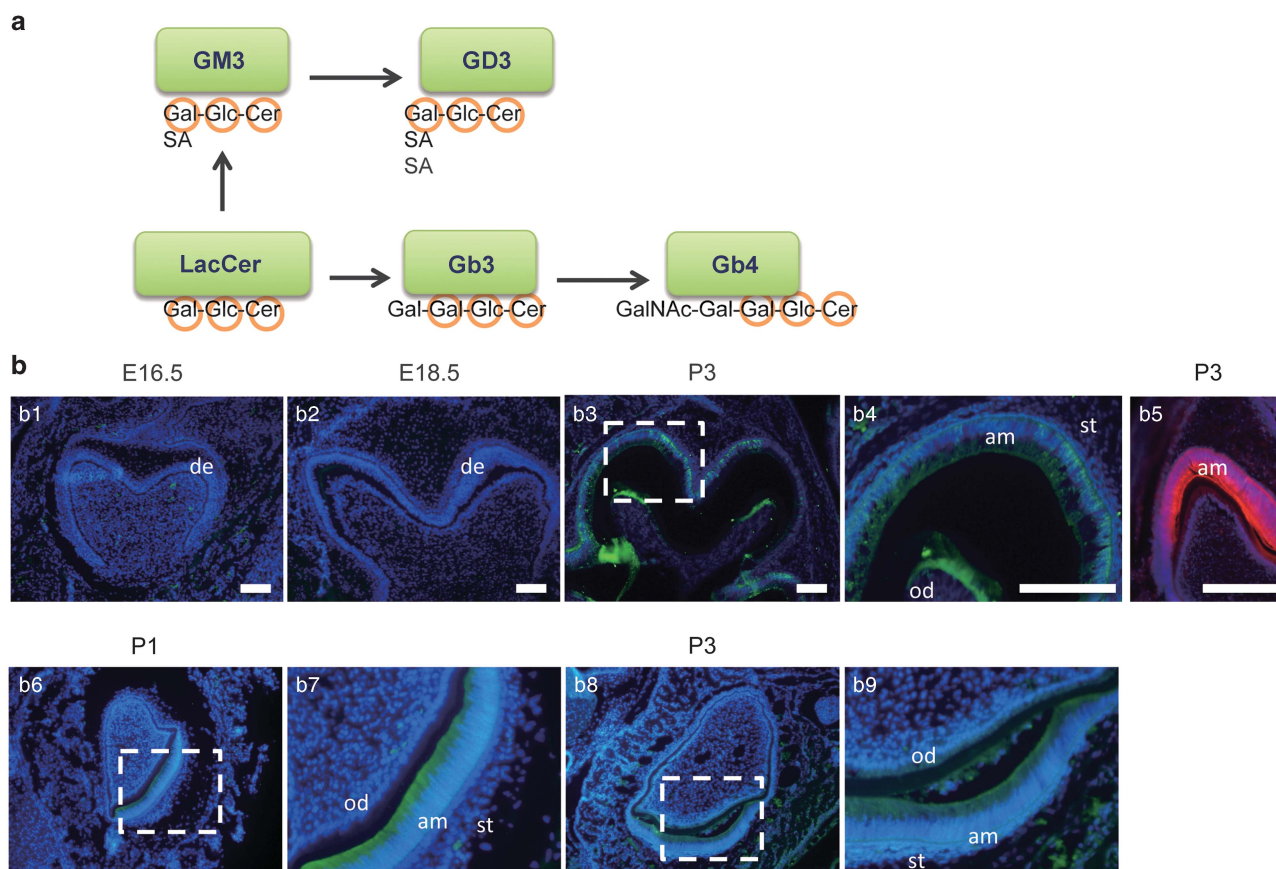 a
GM3
GD3
Gal-Glc-Cer
Gal-Glc-Cer
SA
SA
SA
LacCer
Gb3
Gb4
Gal-Glc-Cer
Gal-Gal-Glc-Cer
GalNAc-Gal-Gal-Glc-Cer
b
E16.5
E18.5
P3
P3
b1
b2
b3
b4
b5
de
de
am
st
od
am
P1
P3
b6
b7
b8
b9
od
am
st
od
am
st